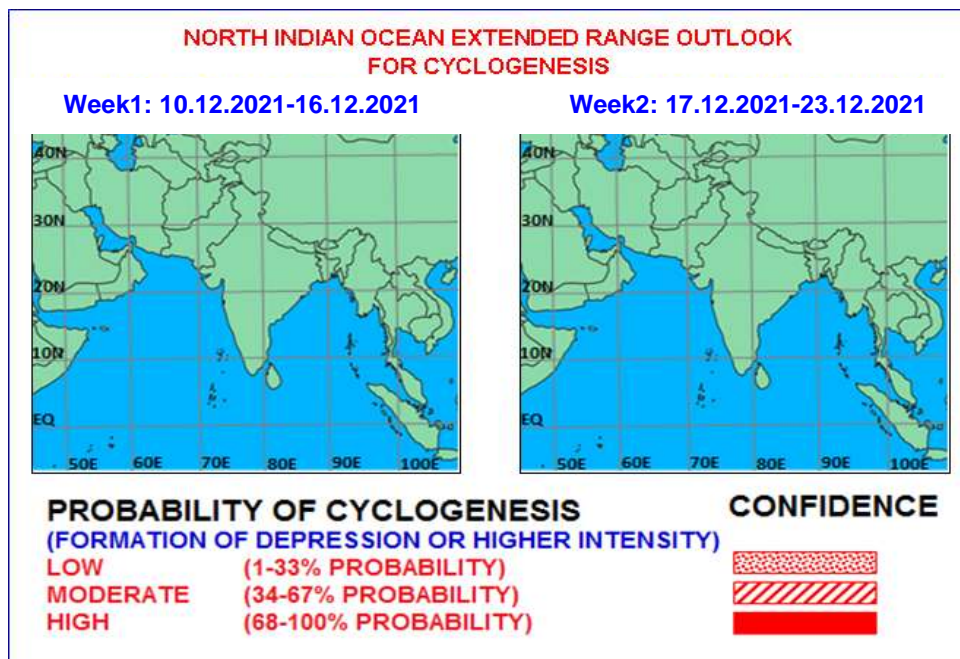 NORTH INDIAN OCEAN EXTENDED RANGE OUTLOOK
FOR CYCLOGENESIS
Week1: 10.12.2021-16.12.2021
Week2: 17.12.2021-23.12.2021
40N
30N
20N
10N
EQ
50E 60E 70E 80E 90E 100E
40N
30N
20N
10N
EQ
50E 60E 70E 80E 90E 100E
PROBABILITY OF CYCLOGENESIS CONFIDENCE
(FORMATION OF DEPRESSION OR HIGHER INTENSITY)
LOW (1-33% PROBABILITY)
MODERATE (34-67% PROBABILITY)
HIGH (68-100% PROBABILITY)